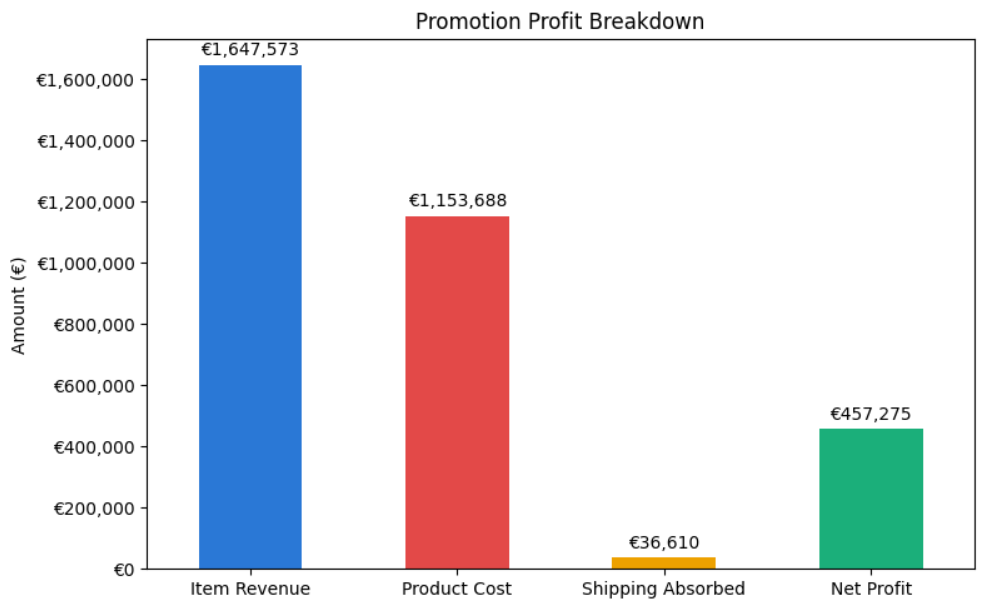 Promotion Profit Breakdown
€1,647,573
€1,153,688
€36,610
€457,275
€1,600,000
€1,400,000
€1,200,000
€1,000,000
€800,000
€600,000
€400,000
€200,000
€0
Amount (€)
Item Revenue
Product Cost
Shipping Absorbed
Net Profit